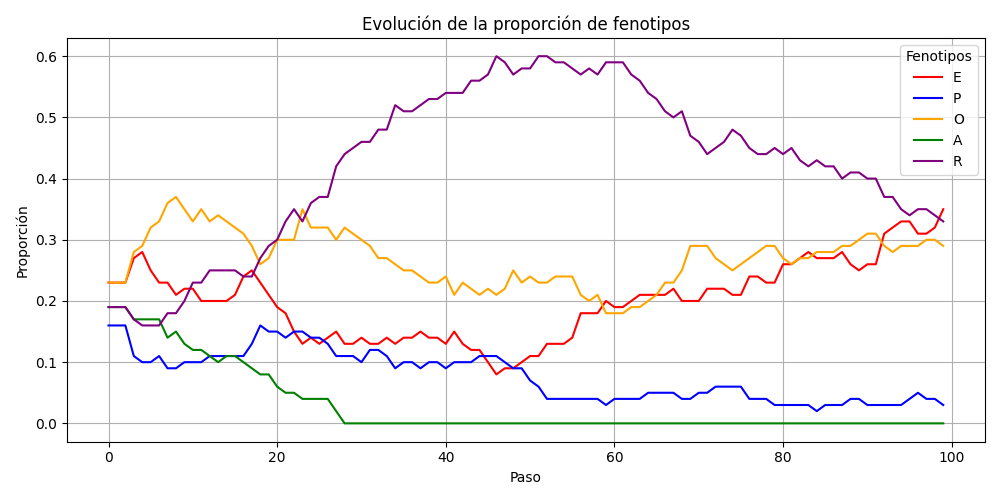 Evolución de la proporción de fenotipos
Proporción
0.6
0.5
0.4
0.3
0.2
0.1
0.0
0
20
40
60
80
100
Paso
Fenotipos
E
P
O
A
R